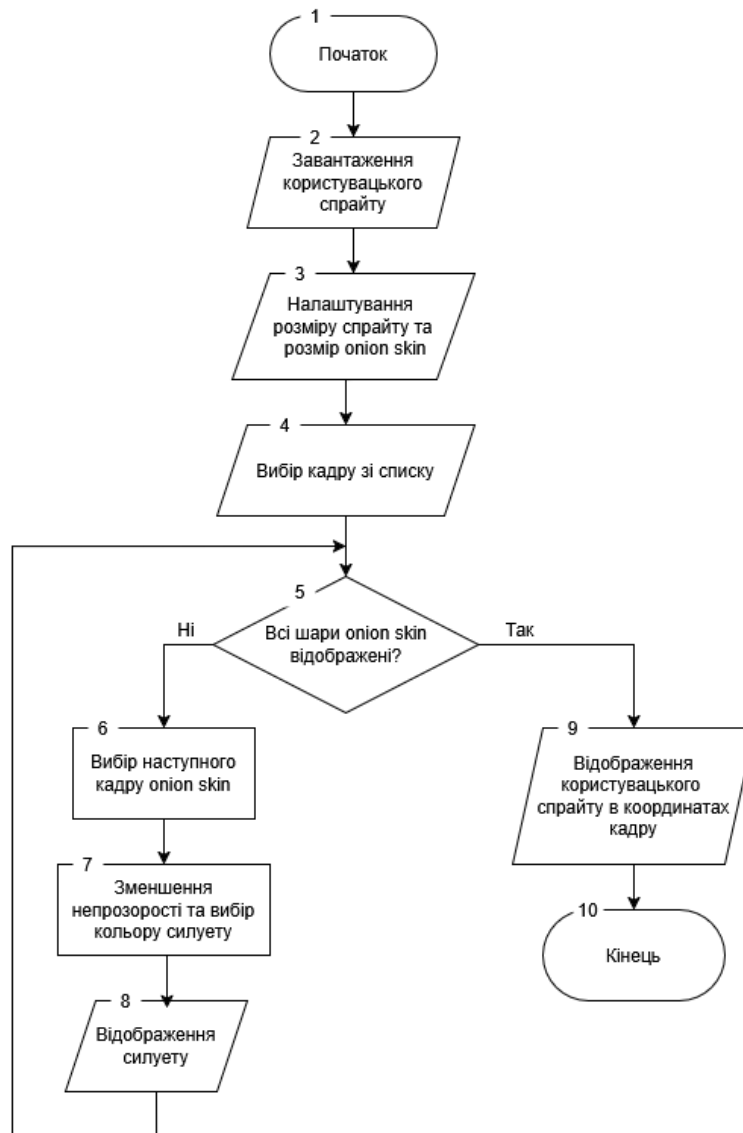 1
Початок
2
Завантаження
користувацького
спрайту
3
Налаштування
розміру спрайту та
розмір onion skin
4
Вибір кадру зі списку
5
Всі шари onion skin
відображені?
Ні
Так
6
Вибір наступного
кадру onion skin
7
Зменшення
непрозорості та вибір
кольору силуету
8
Відображення
силуету
9
Відображення
користувацького
спрайту в координатах
кадру
10
Кінець